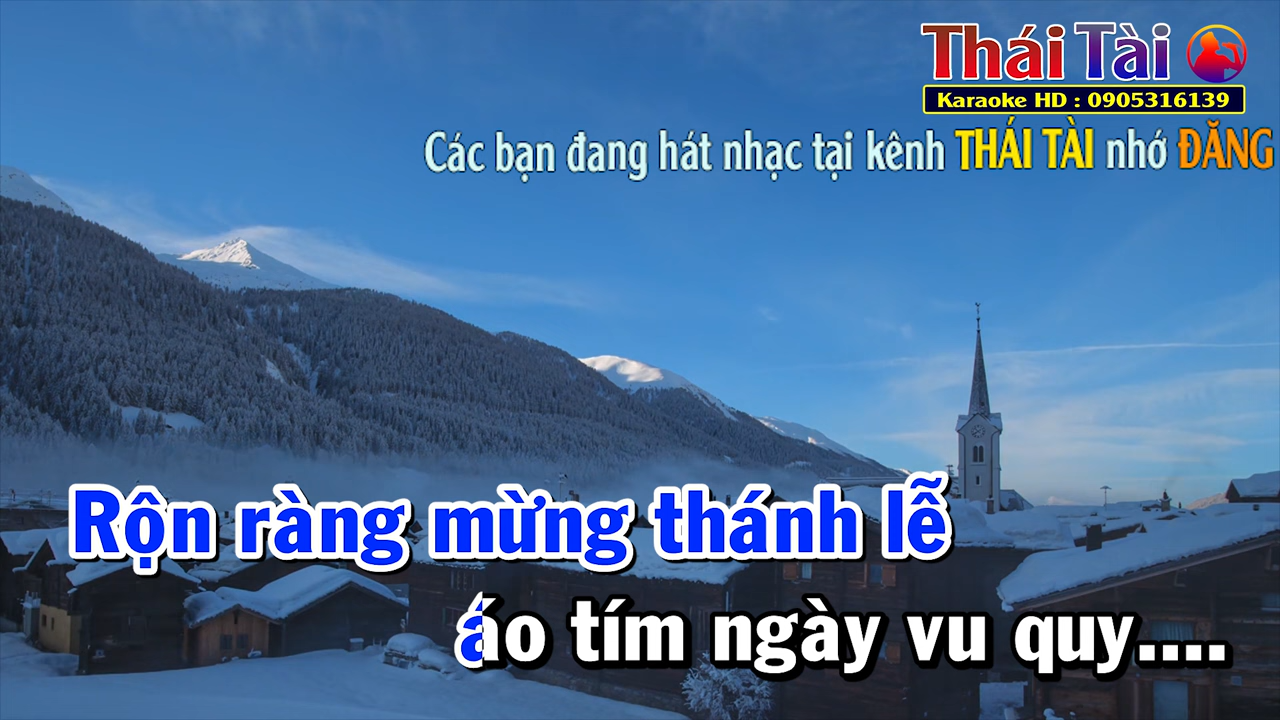 Thái Tài
Karaoke HD : 0905316139
Các bạn đang hát nhạc tại kênh THÁI TÀI nhớ ĐĂNG
Rộn ràng mừng thánh lễ
áo tím ngày vu quy....